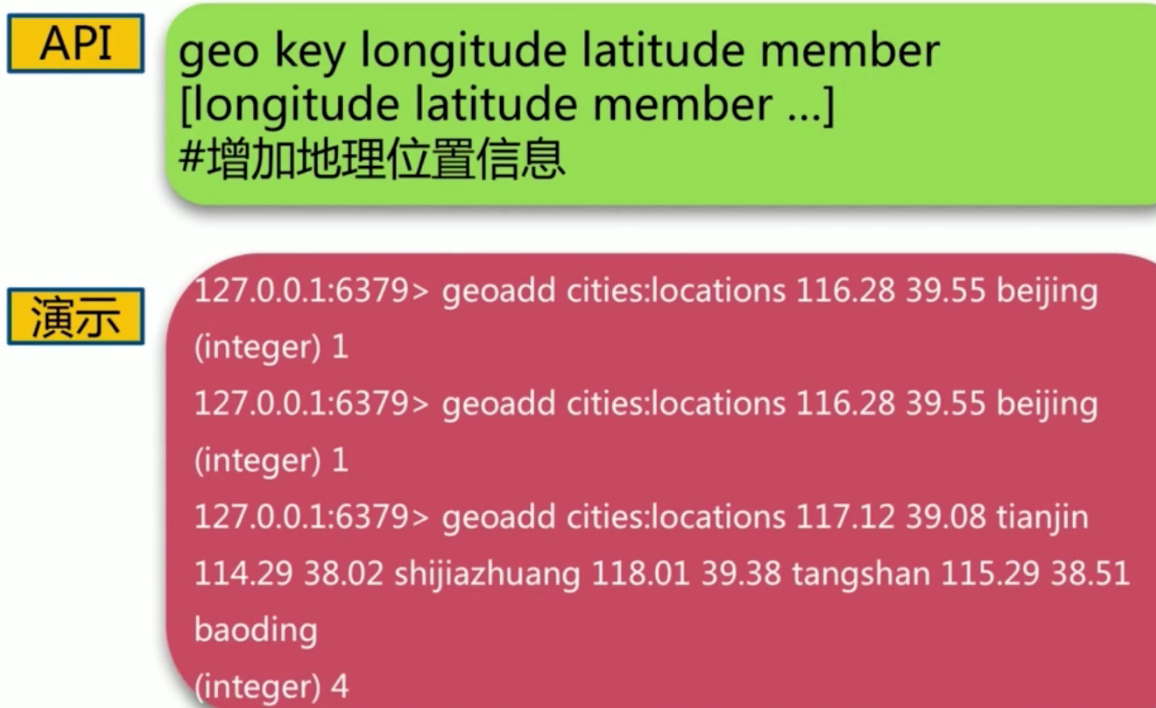 API
geo key longitude latitude member
[longitude latitude member ...]
#增加地理位置信息
演示
127.0.0.1:6379> geoadd cities:locations 116.28 39.55 beijing
(integer) 1
127.0.0.1:6379> geoadd cities:locations 116.28 39.55 beijing
(integer) 1
127.0.0.1:6379> geoadd cities:locations 117.12 39.08 tianjin
114.29 38.02 shijiazhuang 118.01 39.38 tangshan 115.29 38.51
baoding
(integer) 4